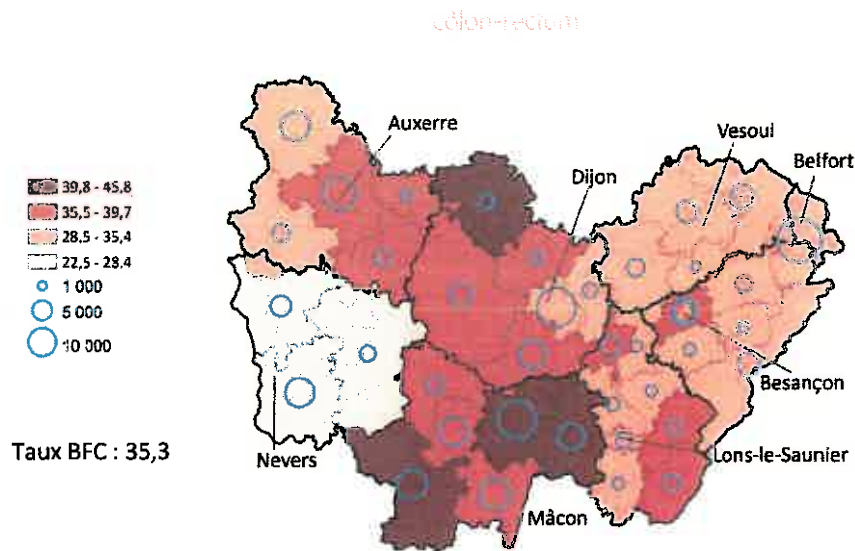 côlon-rectum
Auxerre
Vesoul
Belfort
Dijon
39,8 - 45,8
35,5 - 39,7
28,5 - 35,4
22,5 - 28,4
1 000
5 000
10 000
Besançon
Taux BFC : 35,3
Nevers
Lons-le-Saunier
Mâcon